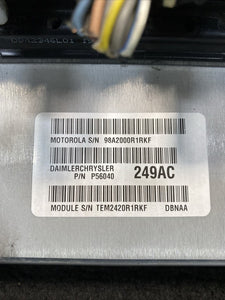 MOTOROLA S/N 98A2000R1RKF
DAIMLERCHRYSLER
P/N P56040 249AC
MODULE S/N TEM2420R1RKF DBNAA